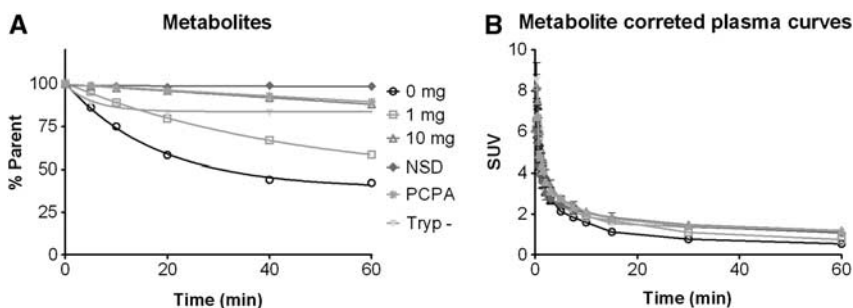 A
Metabolites
% Parent
100
75
50
25
0
0
20
40
60
Time (min)
0 mg
1 mg
10 mg
NSD
PCPA
Tryp -
B
Metabolite correted plasma curves
SUV
10
8
6
4
2
0
0
20
40
60
Time (min)